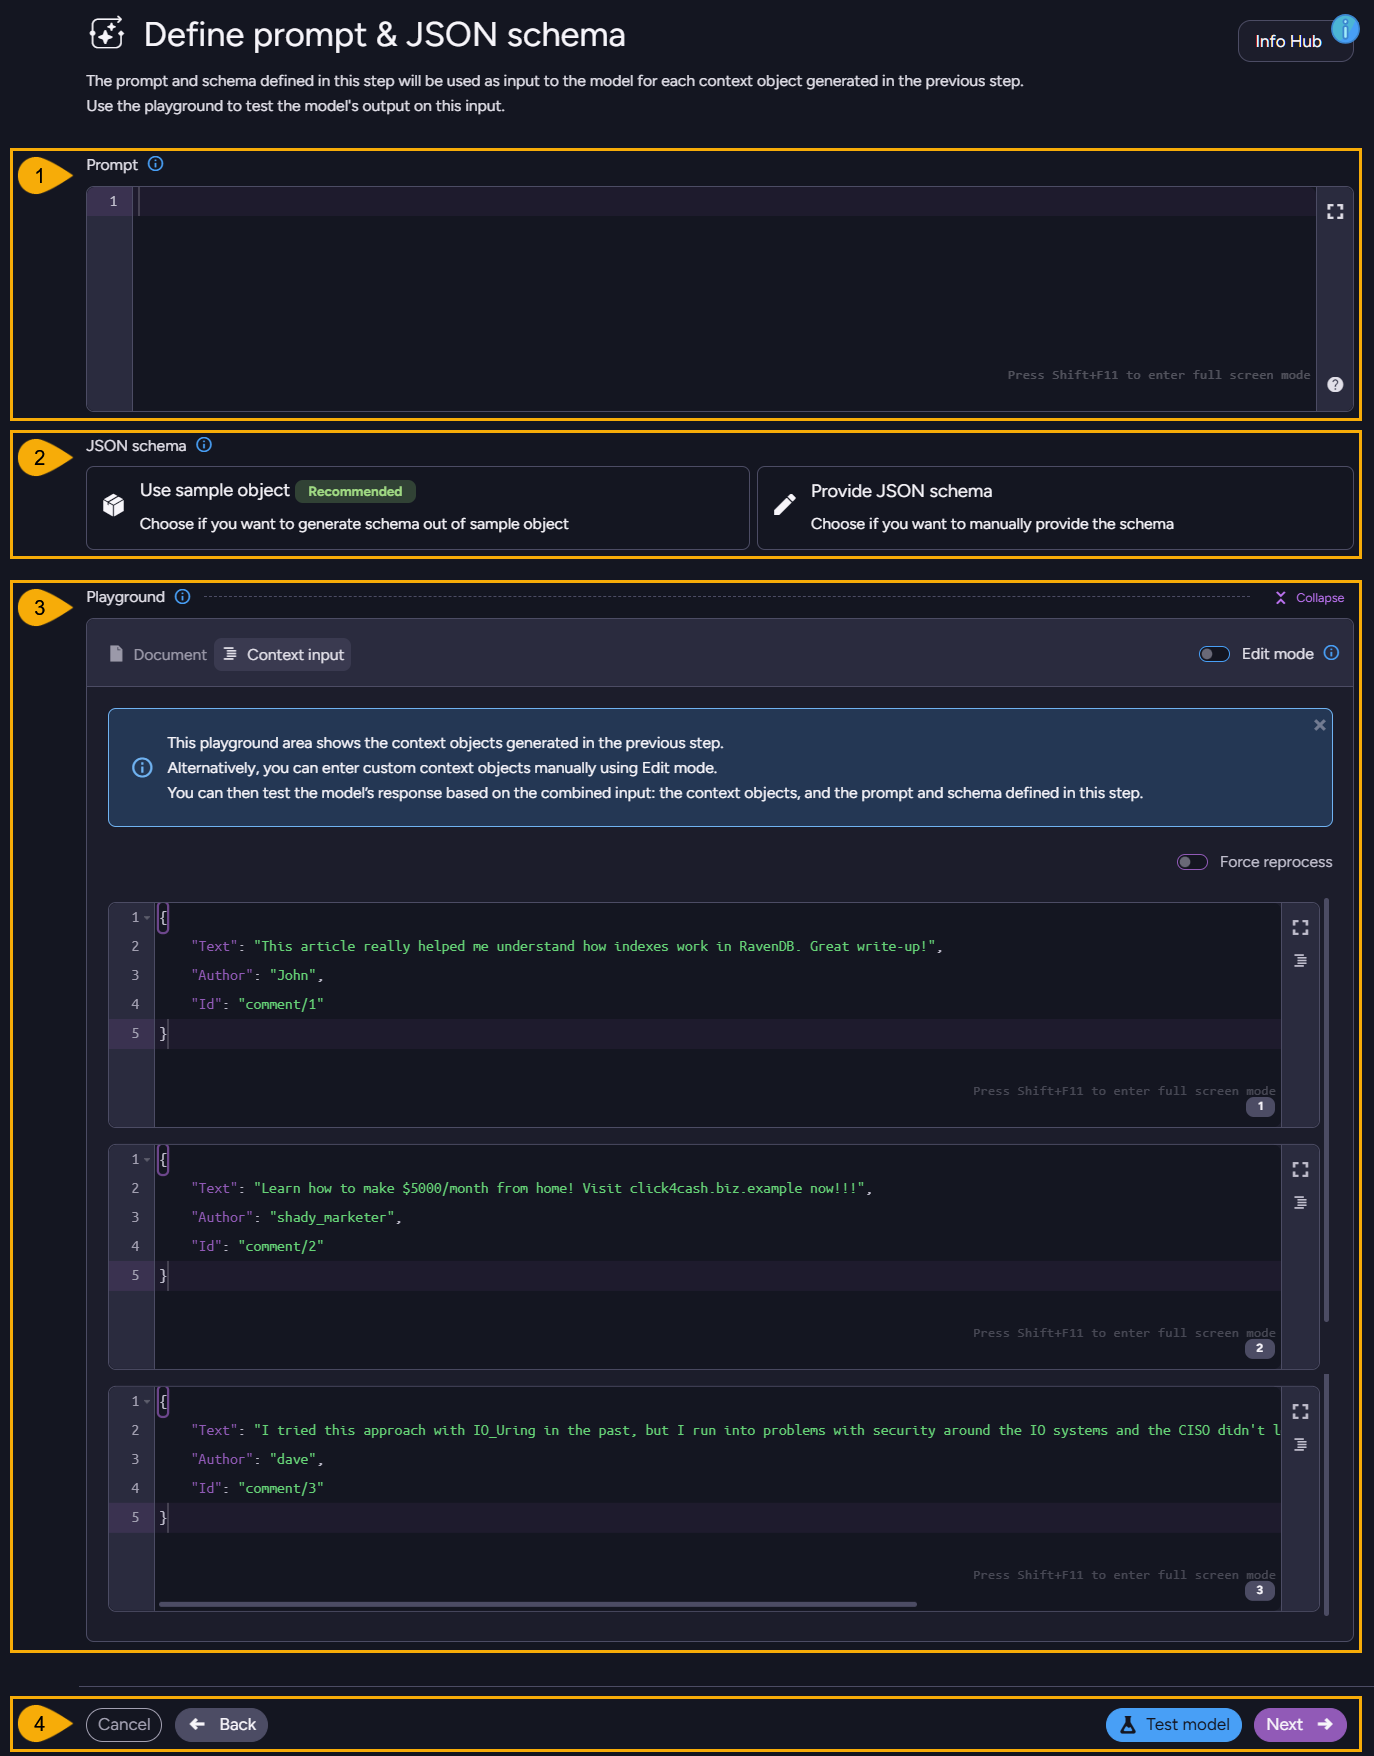 Define prompt & JSON schema
Info Hub
The prompt and schema defined in this step will be used as input to the model for each context object generated in the previous step.
Use the playground to test the model's output on this input.
1
Prompt
1
Press Shift+F11 to enter full screen mode
2
JSON schema
Use sample object Recommended
Choose if you want to generate schema out of sample object
Provide JSON schema
Choose if you want to manually provide the schema
3
Playground
Collapse
Document
Context input
Edit mode
This playground area shows the context objects generated in the previous step.
Alternatively, you can enter custom context objects manually using Edit mode.
You can then test the model's response based on the combined input: the context objects, and the prompt and schema defined in this step.
Force reprocess
1 {
2 "Text": "This article really helped me understand how indexes work in RavenDB. Great write-up!",
3 "Author": "John",
4 "Id": "comment/1"
5 }
Press Shift+F11 to enter full screen mode
1
1 {
2 "Text": "Learn how to make $5000/month from home! Visit click4cash.biz.example now!!!",
3 "Author": "shady_marketer",
4 "Id": "comment/2"
5 }
Press Shift+F11 to enter full screen mode
2
1 {
2 "Text": "I tried this approach with IO_Uring in the past, but I run into problems with security around the IO systems and the CISO didn't l
3 "Author": "dave",
4 "Id": "comment/3"
5 }
Press Shift+F11 to enter full screen mode
3
4
Cancel
Back
Test model
Next